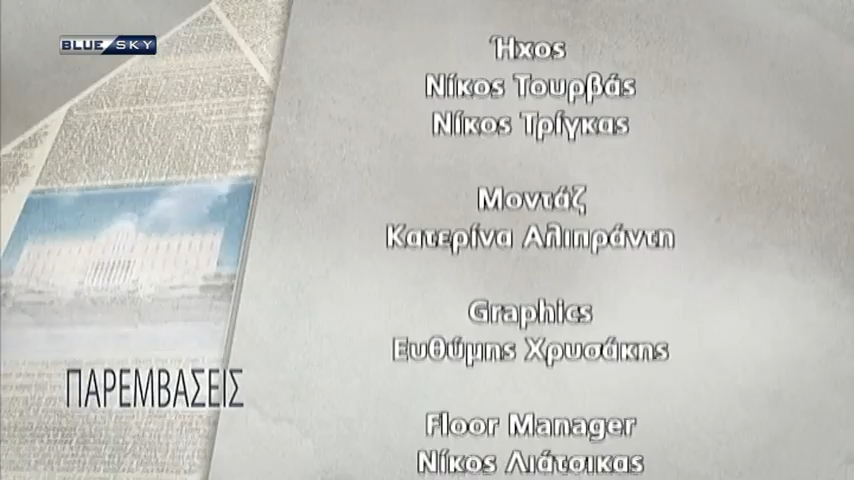 BLUE SKY
Ήχος
Νίκος Τουρβάς
Νίκος Τρίγκας
Μοντάζ
Κατερίνα Αλιπράντη
Graphics
Ευθύμης Χρυσάκης
ΠΑΡΕΜΒΑΣΕΙΣ
Floor Manager
Νίκος Λιάτσικας